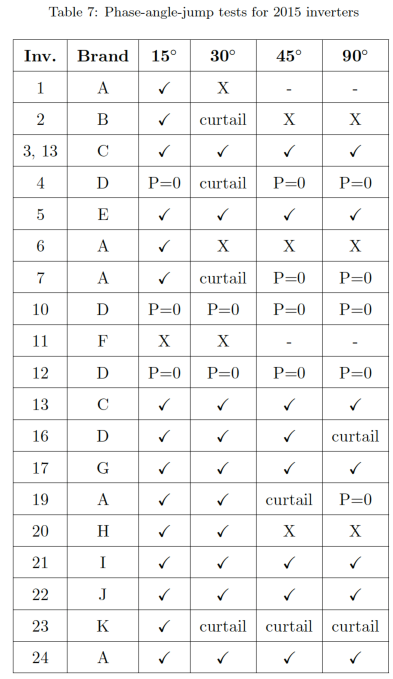 Table 7: Phase-angle-jump tests for 2015 inverters
Inv. Brand 15° 30° 45° 90°
1 A ✓ X - -
2 B ✓ curtail X X
3, 13 C ✓ ✓ ✓ ✓
4 D P=0 curtail P=0 P=0
5 E ✓ ✓ ✓ ✓
6 A ✓ X X X
7 A ✓ curtail P=0 P=0
10 D P=0 P=0 P=0 P=0
11 F X X - -
12 D P=0 P=0 P=0 P=0
13 C ✓ ✓ ✓ ✓
16 D ✓ ✓ ✓ curtail
17 G ✓ ✓ ✓ ✓
19 A ✓ ✓ curtail P=0
20 H ✓ ✓ X X
21 I ✓ ✓ ✓ ✓
22 J ✓ ✓ ✓ ✓
23 K ✓ curtail curtail curtail
24 A ✓ ✓ ✓ ✓